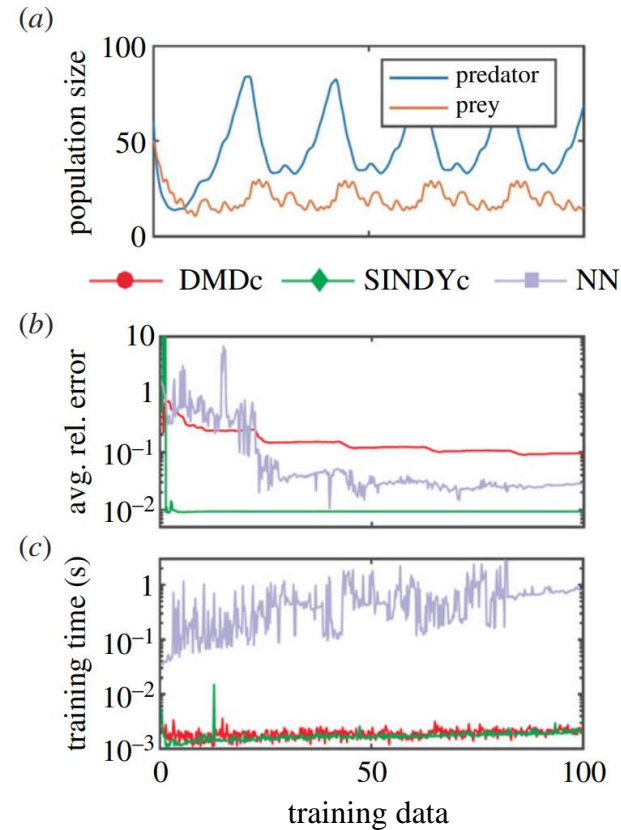 (a)
100
50
0
population size
predator
prey
DMDc SINDYc NN
(b)
10
1
10⁻¹
10⁻²
avg. rel. error
(c)
1
10⁻¹
10⁻²
10⁻³
training time (s)
0 50 100
training data